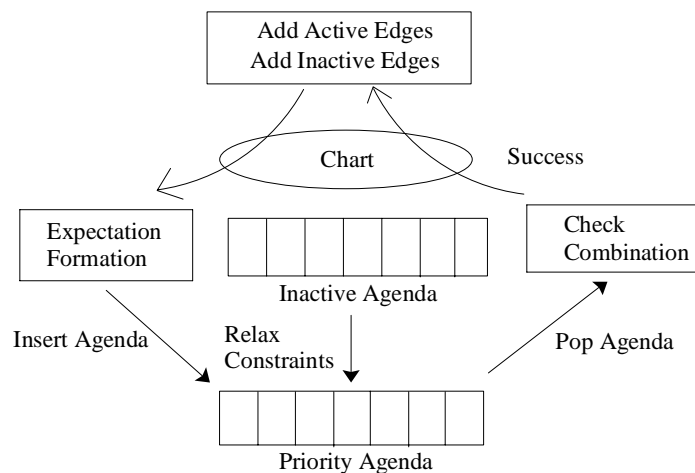 Add Active Edges
Add Inactive Edges
Chart
Success
Expectation
Formation
Check
Combination
Inactive Agenda
Insert Agenda
Relax
Constraints
Pop Agenda
Priority Agenda